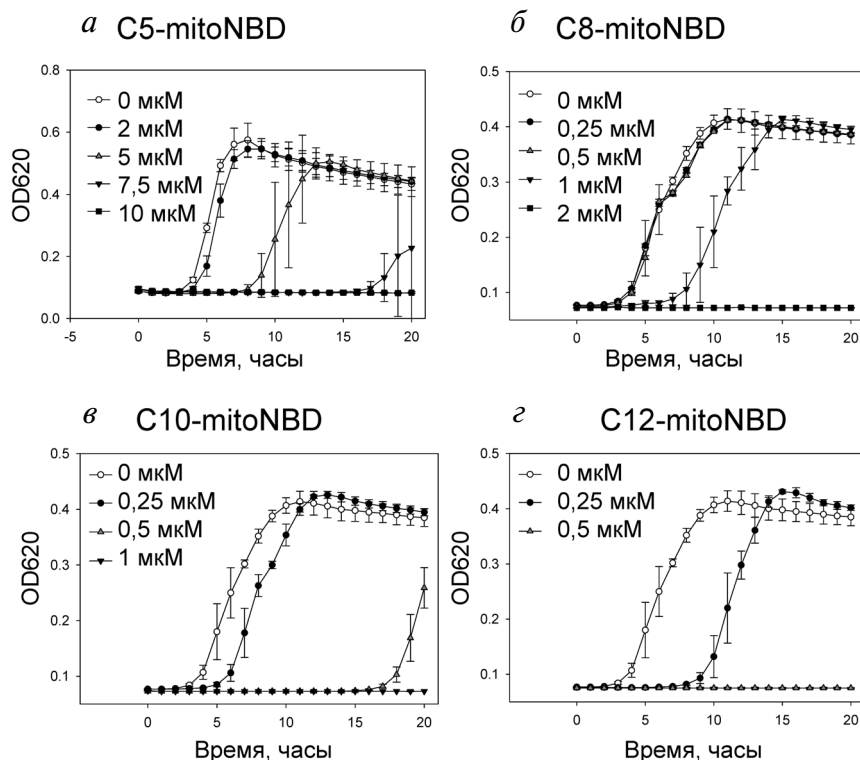 а C5-mitoNBD
0.8
0.6
0.4
0.2
0.0
OD620
0 мкМ
2 мкМ
5 мкМ
7,5 мкМ
10 мкМ
-5 0 5 10 15 20
Время, часы
б C8-mitoNBD
0.5
0.4
0.3
0.2
0.1
OD620
0 мкМ
0,25 мкМ
0,5 мкМ
1 мкМ
2 мкМ
0 5 10 15 20
Время, часы
в C10-mitoNBD
0.5
0.4
0.3
0.2
0.1
OD620
0 мкМ
0,25 мкМ
0,5 мкМ
1 мкМ
0 5 10 15 20
Время, часы
г C12-mitoNBD
0.5
0.4
0.3
0.2
0.1
OD620
0 мкМ
0,25 мкМ
0,5 мкМ
0 5 10 15 20
Время, часы